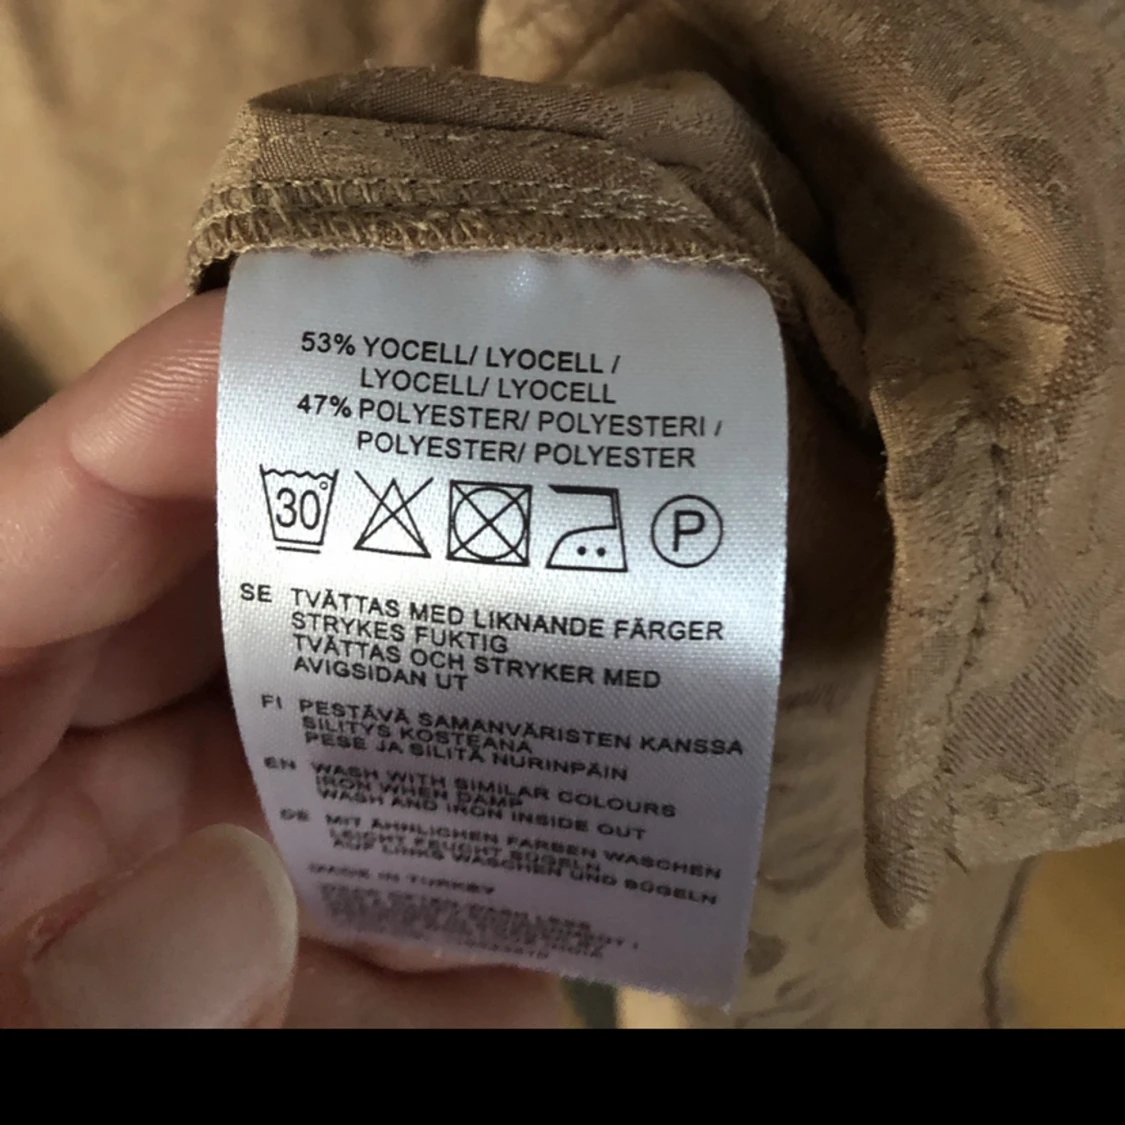 53% YOCELL/ LYOCELL /
LYOCELL/ LYOCELL
47% POLYESTER/ POLYESTERI /
POLYESTER/ POLYESTER
30°
P
SE TVÄTTAS MED LIKNANDE FÄRGER
STRYKES FUKTIG
TVÄTTAS OCH STRYKER MED
AVIGSIDAN UT
FI PESTÄVÄ SAMANVÄRISTEN KANSSA
SILITYS KOSTEANA
PESE JA SILITÄ NURINPÄIN
EN WASH WITH SIMILAR COLOURS
IRON WHEN DAMP
WASH AND IRON INSIDE OUT
DE MIT ÄHNLICHEN FARBEN WASCHEN
LEICHT FEUCHT BÜGELN
AUF LINKS WASCHEN UND BÜGELN
MADE IN TURKEY